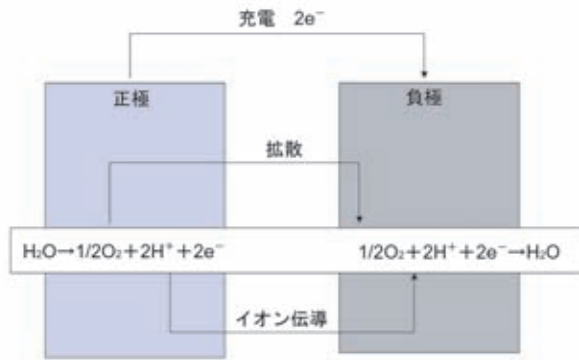 充電 2e⁻
正極
負極
拡散
H₂O→1/2O₂+2H⁺+2e⁻
1/2O₂+2H⁺+2e⁻→H₂O
イオン伝導